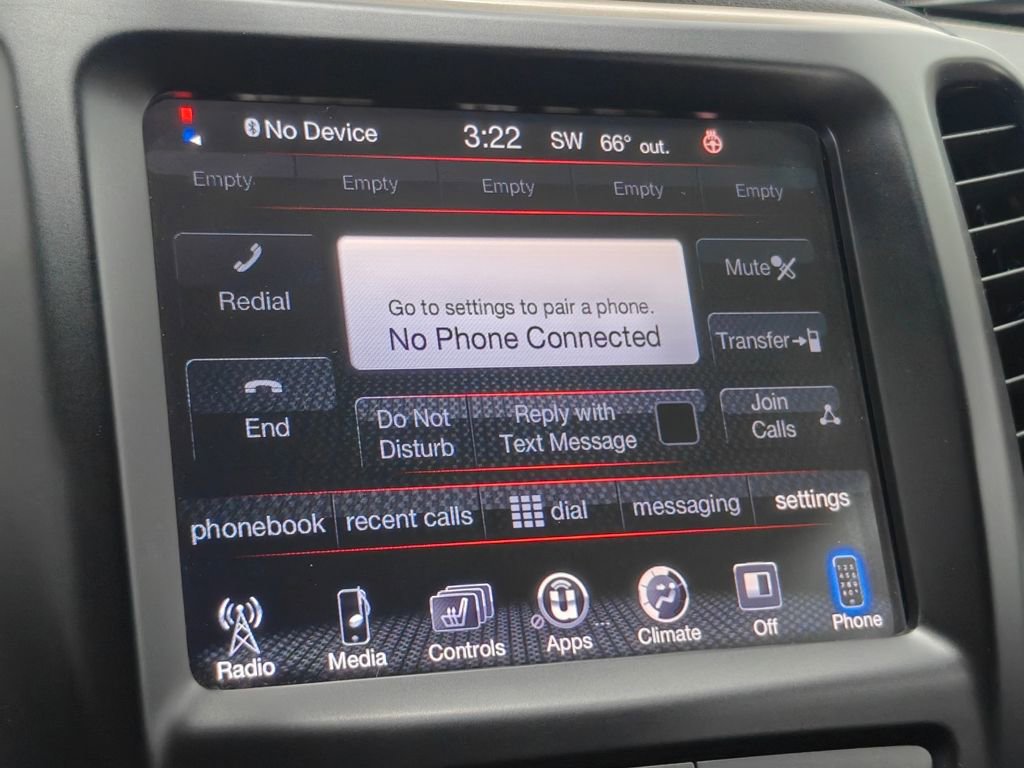 No Device 3:22 SW 66° out.
Empty Empty Empty Empty Empty
Redial
Go to settings to pair a phone.
No Phone Connected
Mute
Transfer
End
Do Not
Disturb
Reply with
Text Message
Join
Calls
phonebook recent calls dial messaging settings
Radio Media Controls Apps Climate Off Phone